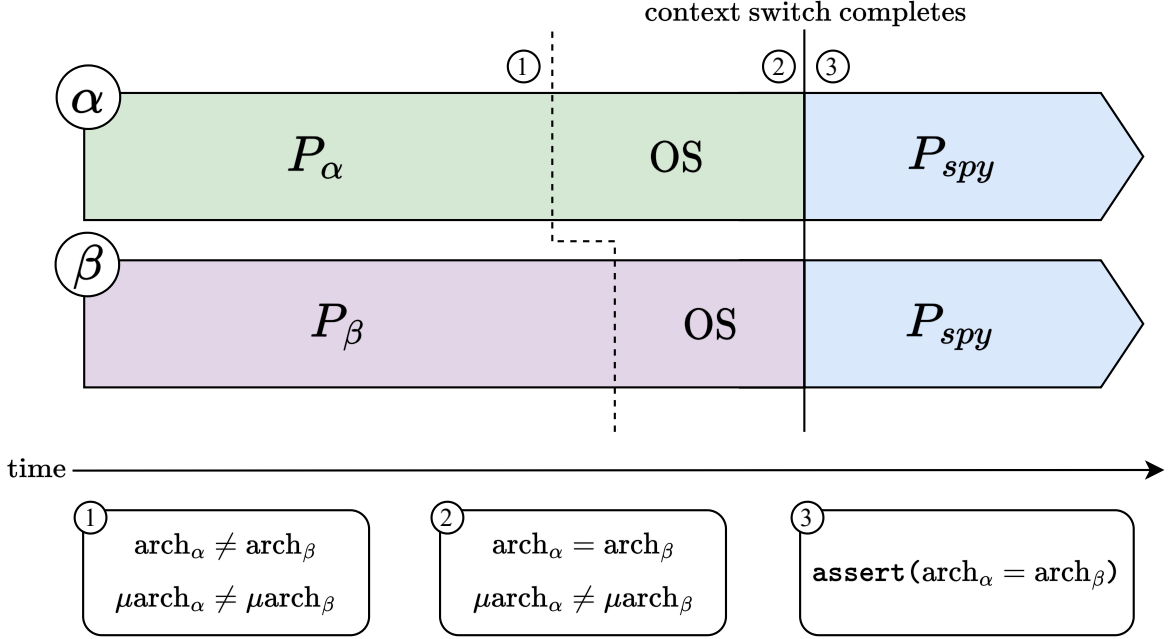 context switch completes
① ② ③
α
P_α OS P_spy
β
P_β OS P_spy
time
①
arch_α ≠ arch_β
μarch_α ≠ μarch_β
②
arch_α = arch_β
μarch_α ≠ μarch_β
③
assert(arch_α = arch_β)